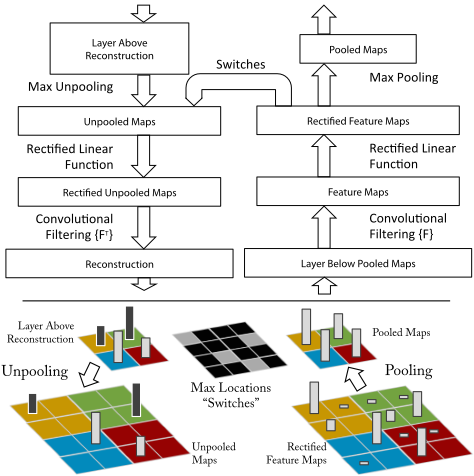 Layer Above
Reconstruction
Pooled Maps
Switches
Max Unpooling
Max Pooling
Unpooled Maps
Rectified Feature Maps
Rectified Linear
Function
Rectified Linear
Function
Rectified Unpooled Maps
Feature Maps
Convolutional
Filtering {Fᵀ}
Convolutional
Filtering {F}
Reconstruction
Layer Below Pooled Maps
Layer Above
Reconstruction
Pooled Maps
Unpooling
Max Locations
“Switches”
Pooling
Unpooled
Maps
Rectified
Feature Maps